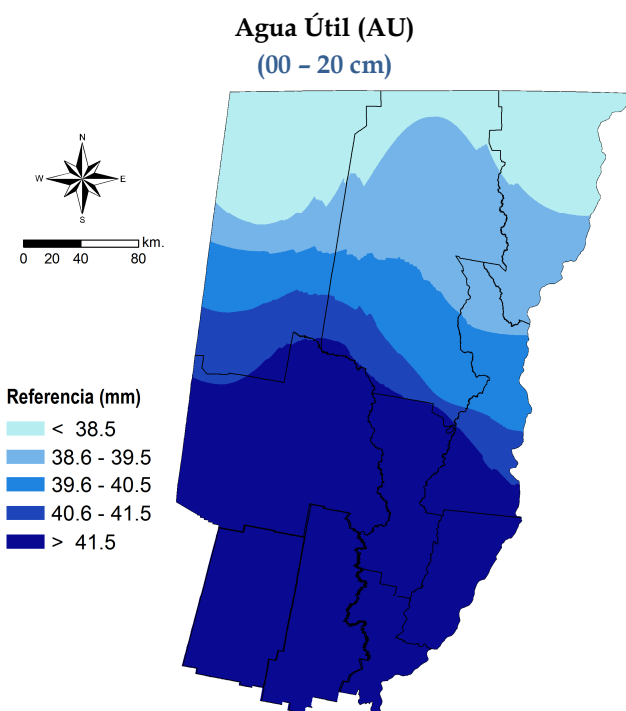 Agua Útil (AU)
(00 – 20 cm)
N
W E
S
km.
0 20 40 80
Referencia (mm)
< 38.5
38.6 - 39.5
39.6 - 40.5
40.6 - 41.5
> 41.5